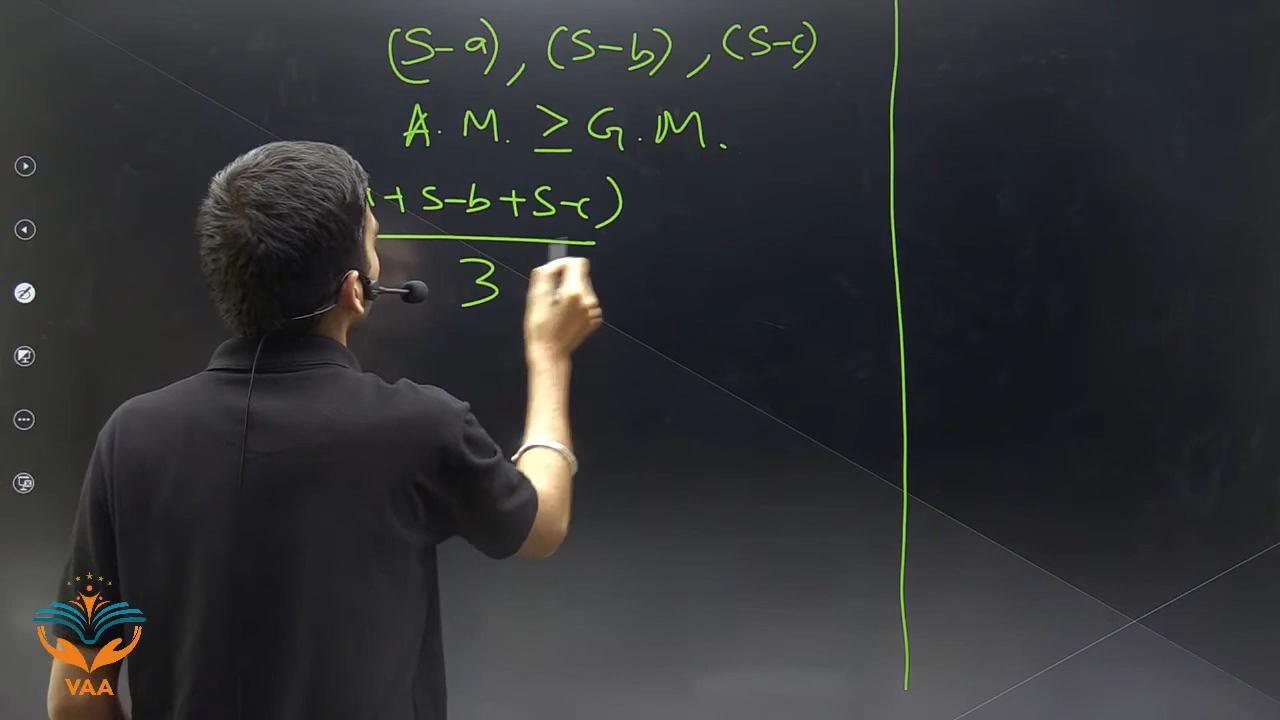 (S-a), (S-b), (S-c)
A.M. ≥ G.M.
+S-b+S-c)
3
VAA